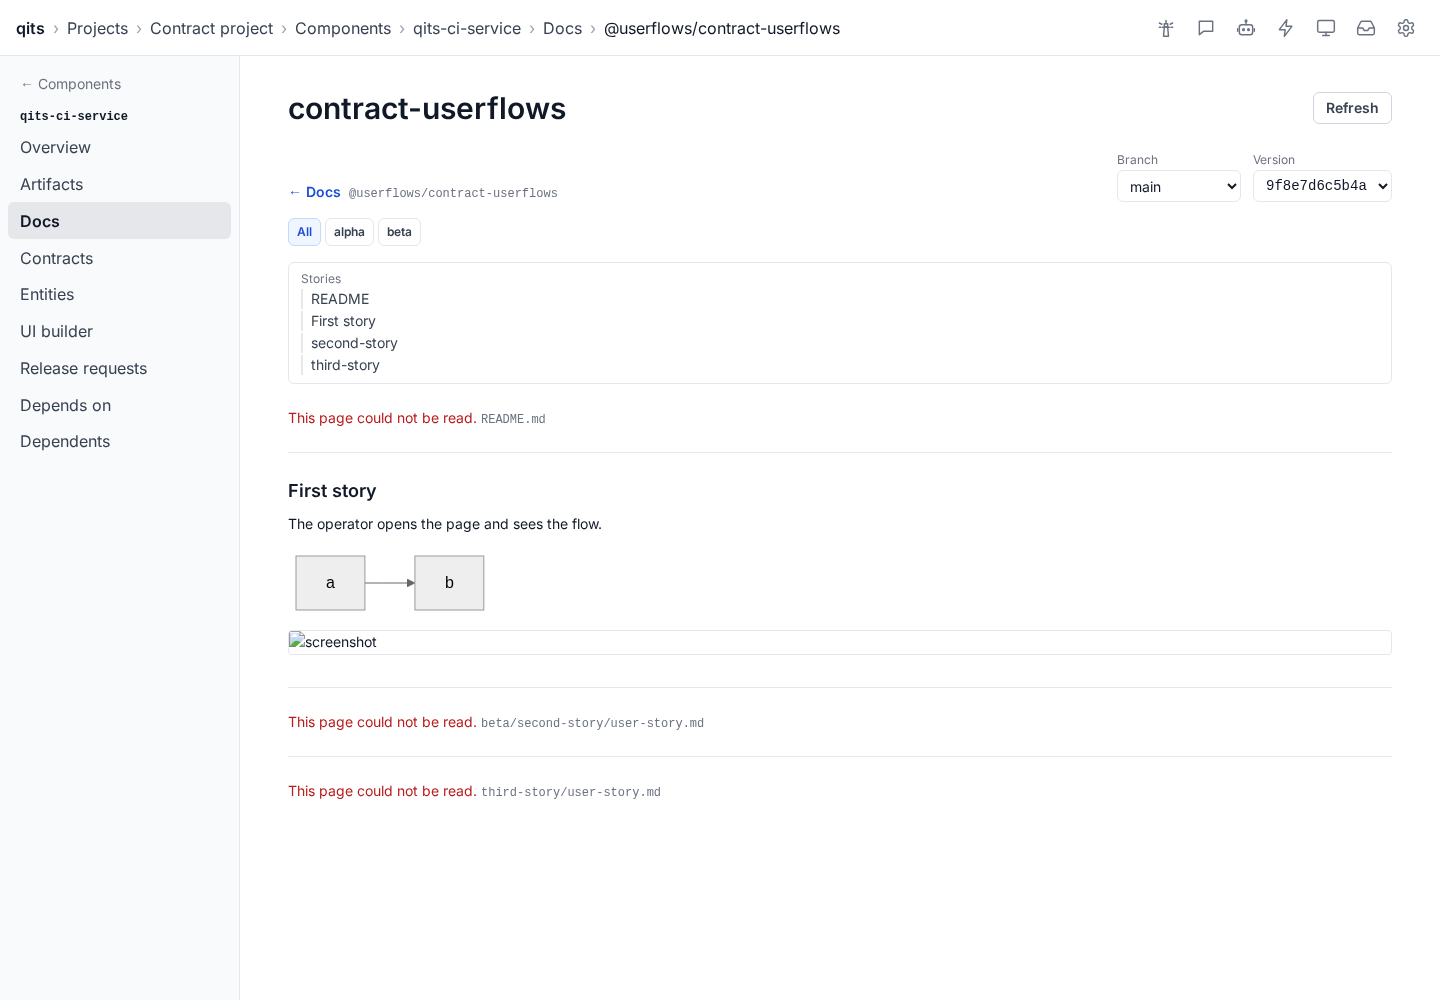 qits › Projects › Contract project › Components › qits-ci-service › Docs › @userflows/contract-userflows
← Components
qits-ci-service
Overview
Artifacts
Docs
Contracts
Entities
UI builder
Release requests
Depends on
Dependents
contract-userflows
Refresh
Branch
Version
← Docs @userflows/contract-userflows
main
9f8e7d6c5b4a
All
alpha
beta
Stories
README
First story
second-story
third-story
This page could not be read. README.md
First story
The operator opens the page and sees the flow.
a
b
screenshot
This page could not be read. beta/second-story/user-story.md
This page could not be read. third-story/user-story.md